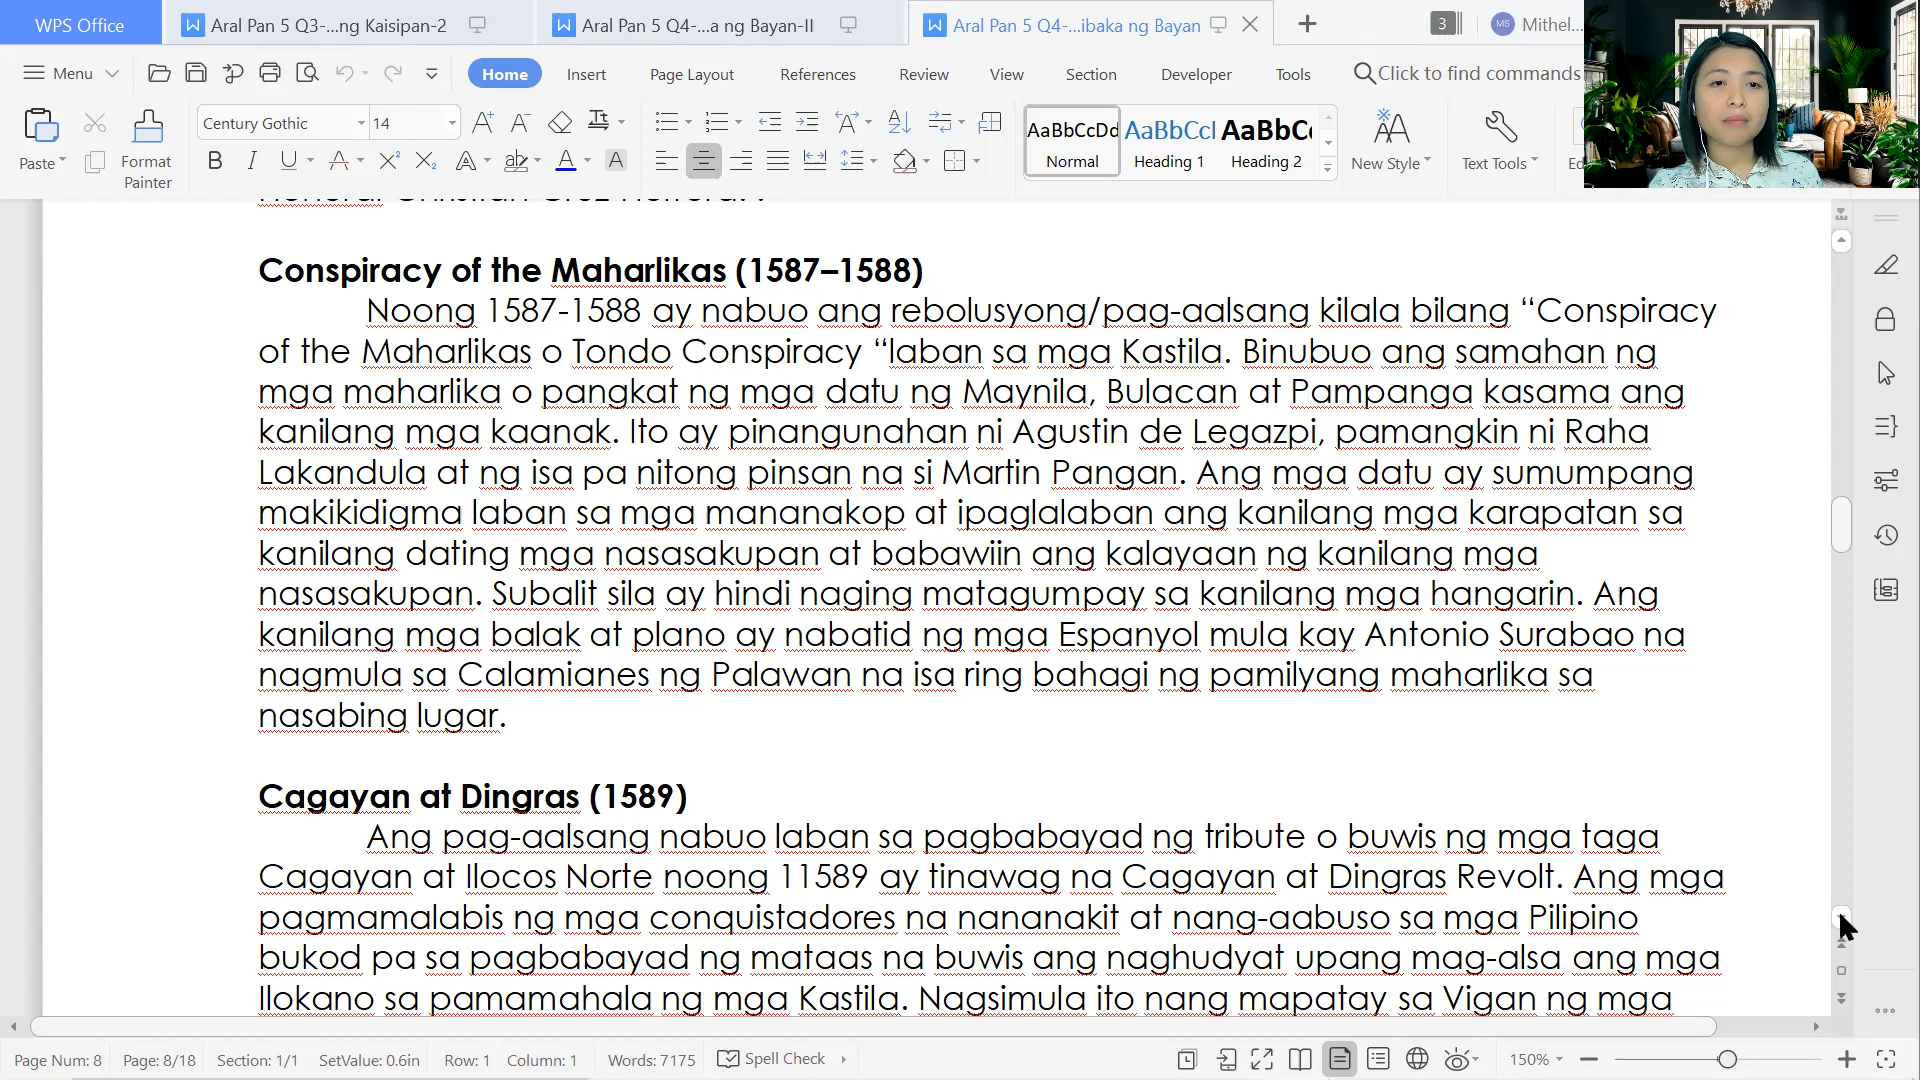 WPS Office
Aral Pan 5 Q3-...ng Kaisipan-2
Aral Pan 5 Q4-...a ng Bayan-II
Aral Pan 5 Q4-...ibaka ng Bayan
3
MS
Mithel...
Menu
Home
Insert
Page Layout
References
Review
View
Section
Developer
Tools
Click to find commands
Paste
Format
Painter
Century Gothic
14
AaBbCcDd
Normal
AaBbCcl
Heading 1
AaBbC
Heading 2
New Style
Text Tools
Conspiracy of the Maharlikas (1587–1588)
Noong 1587-1588 ay nabuo ang rebolusyong/pag-aalsang kilala bilang “Conspiracy
of the Maharlikas o Tondo Conspiracy “laban sa mga Kastila. Binubuo ang samahan ng
mga maharlika o pangkat ng mga datu ng Maynila, Bulacan at Pampanga kasama ang
kanilang mga kaanak. Ito ay pinangunahan ni Agustin de Legazpi, pamangkin ni Raha
Lakandula at ng isa pa nitong pinsan na si Martin Pangan. Ang mga datu ay sumumpang
makikidigma laban sa mga mananakop at ipaglalaban ang kanilang mga karapatan sa
kanilang dating mga nasasakupan at babawiin ang kalayaan ng kanilang mga
nasasakupan. Subalit sila ay hindi naging matagumpay sa kanilang mga hangarin. Ang
kanilang mga balak at plano ay nabatid ng mga Espanyol mula kay Antonio Surabao na
nagmula sa Calamianes ng Palawan na isa ring bahagi ng pamilyang maharlika sa
nasabing lugar.
Cagayan at Dingras (1589)
Ang pag-aalsang nabuo laban sa pagbabayad ng tribute o buwis ng mga taga
Cagayan at Ilocos Norte noong 11589 ay tinawag na Cagayan at Dingras Revolt. Ang mga
pagmamalabis ng mga conquistadores na nananakit at nang-aabuso sa mga Pilipino
bukod pa sa pagbabayad ng mataas na buwis ang naghudyat upang mag-alsa ang mga
Ilokano sa pamamahala ng mga Kastila. Nagsimula ito nang mapatay sa Vigan ng mga
Page Num: 8
Page: 8/18
Section: 1/1
SetValue: 0.6in
Row: 1
Column: 1
Words: 7175
Spell Check
150%